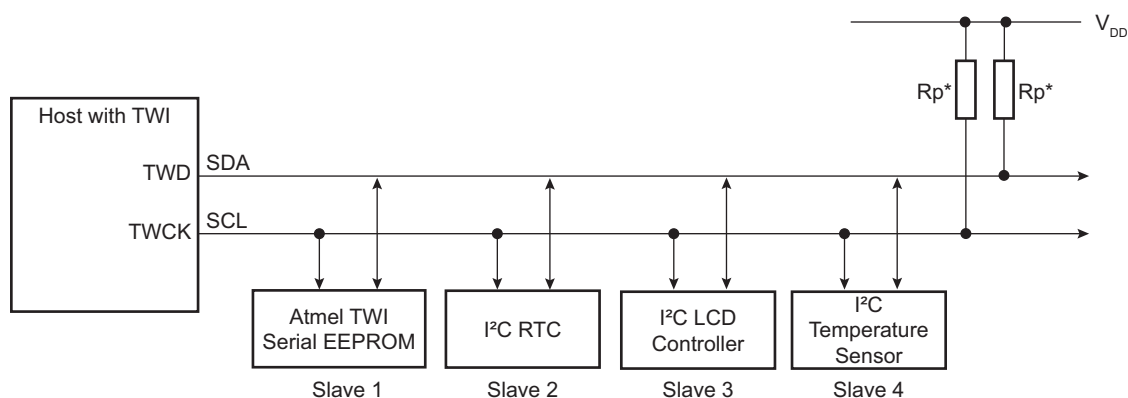 V_DD
Rp*
Rp*
Host with TWI
TWD
SDA
TWCK
SCL
Atmel TWI
Serial EEPROM
I²C RTC
I²C LCD
Controller
I²C
Temperature
Sensor
Slave 1
Slave 2
Slave 3
Slave 4